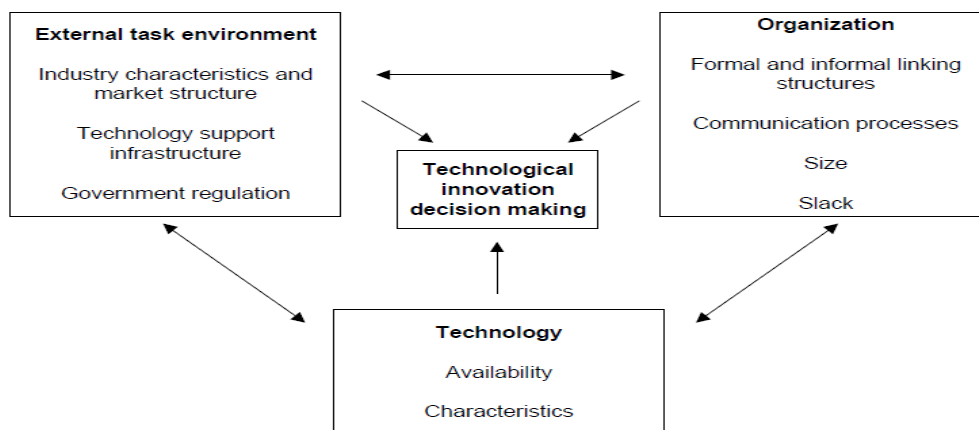 External task environment
Industry characteristics and
market structure
Technology support
infrastructure
Government regulation
Organization
Formal and informal linking
structures
Communication processes
Size
Slack
Technological
innovation
decision making
Technology
Availability
Characteristics